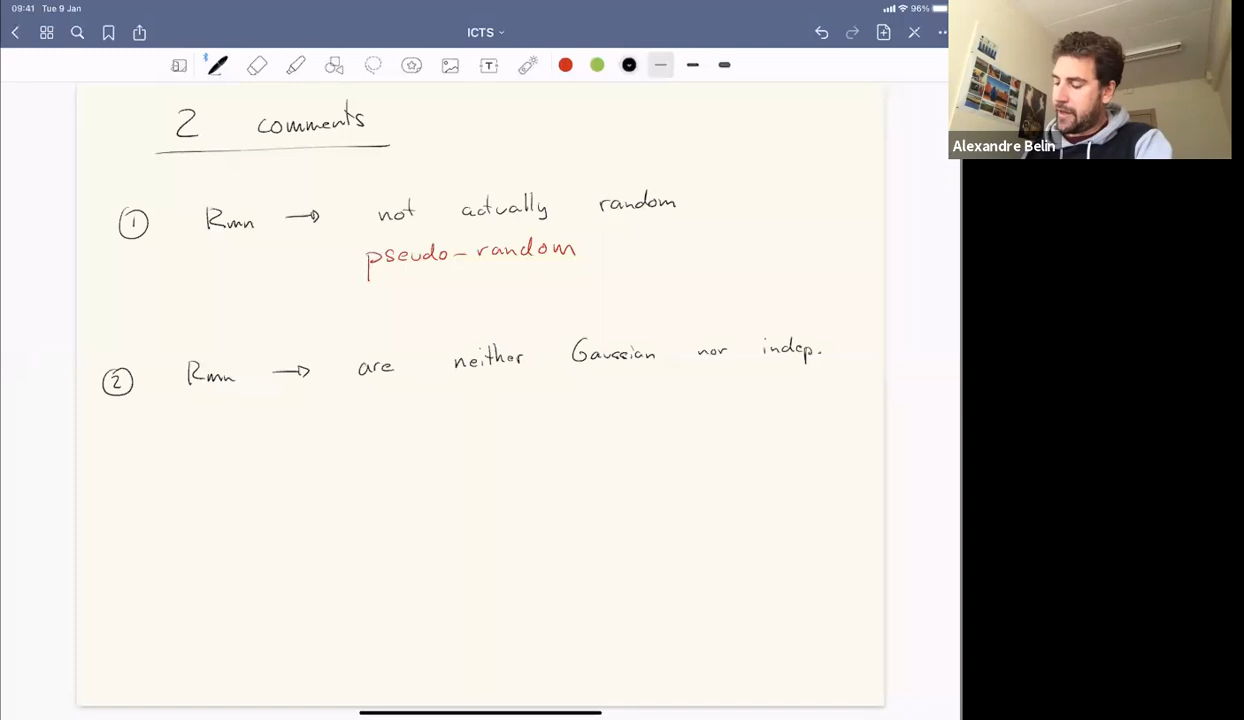 09:41 Tue 9 Jan
96%
ICTS
Alexandre Belin
2 comments
① Rmn → not actually random
pseudo-random
② Rmn → are neither Gaussian nor indep.